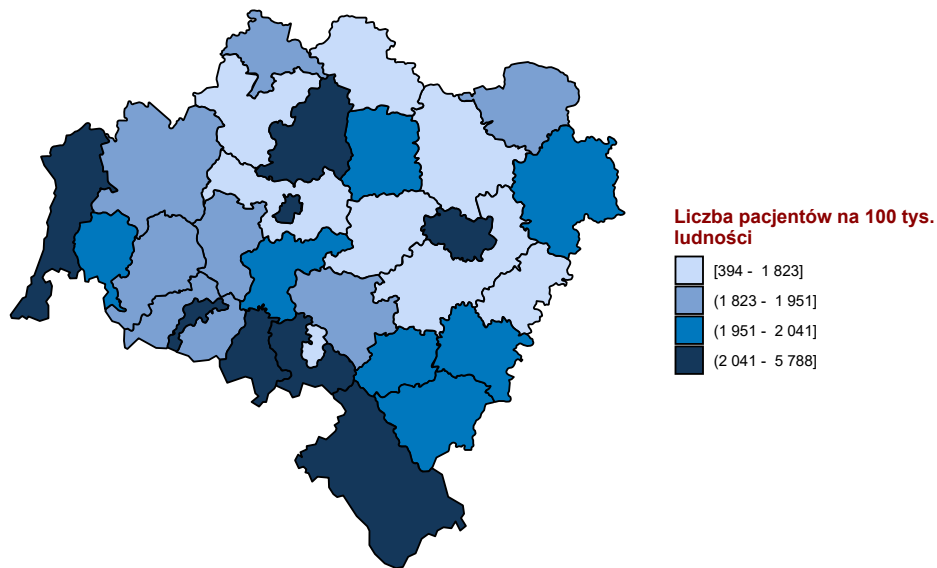 Liczba pacjentów na 100 tys.
ludności
[394 - 1 823]
(1 823 - 1 951]
(1 951 - 2 041]
(2 041 - 5 788]